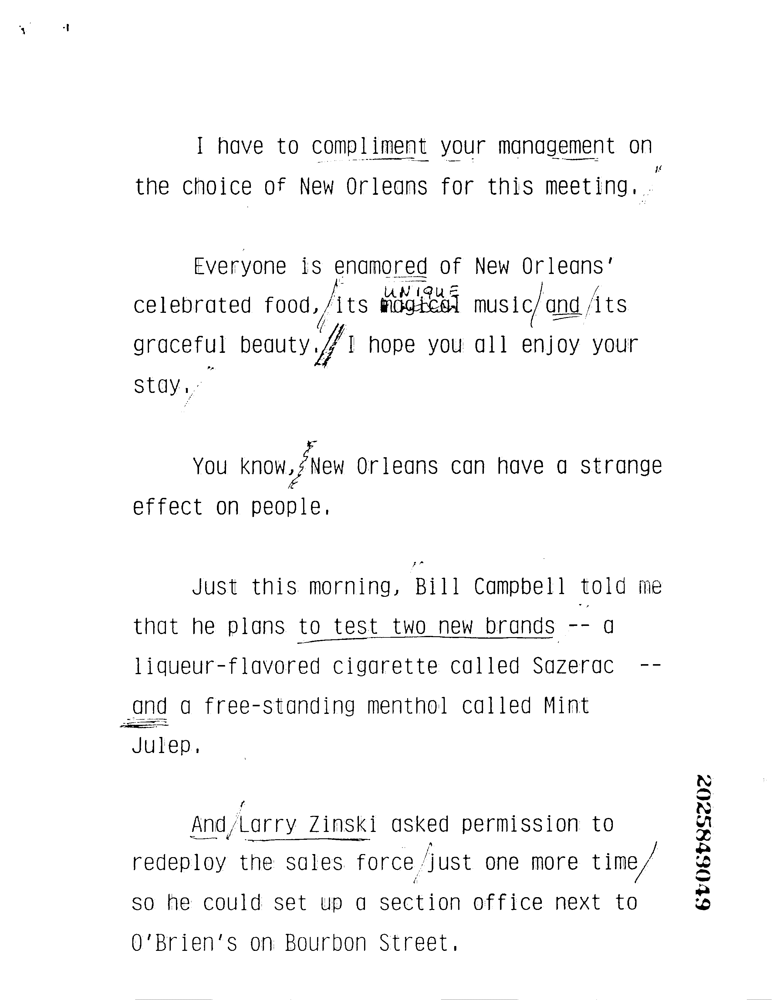 I have to compliment your management on
the choice of New Orleans for this meeting.
Everyone is enamored of New Orleans'
UNIQUE
celebrated food, its magical music and its
graceful beauty. I hope you all enjoy your
stay.
You know, New Orleans can have a strange
effect on people.
Just this morning, Bill Campbell told me
that he plans to test two new brands -- a
liqueur-flavored cigarette called Sazerac --
and a free-standing menthol called Mint
Julep.
And Larry Zinski asked permission to
redeploy the sales force just one more time
so he could set up a section office next to
O'Brien's on Bourbon Street.
2025849049